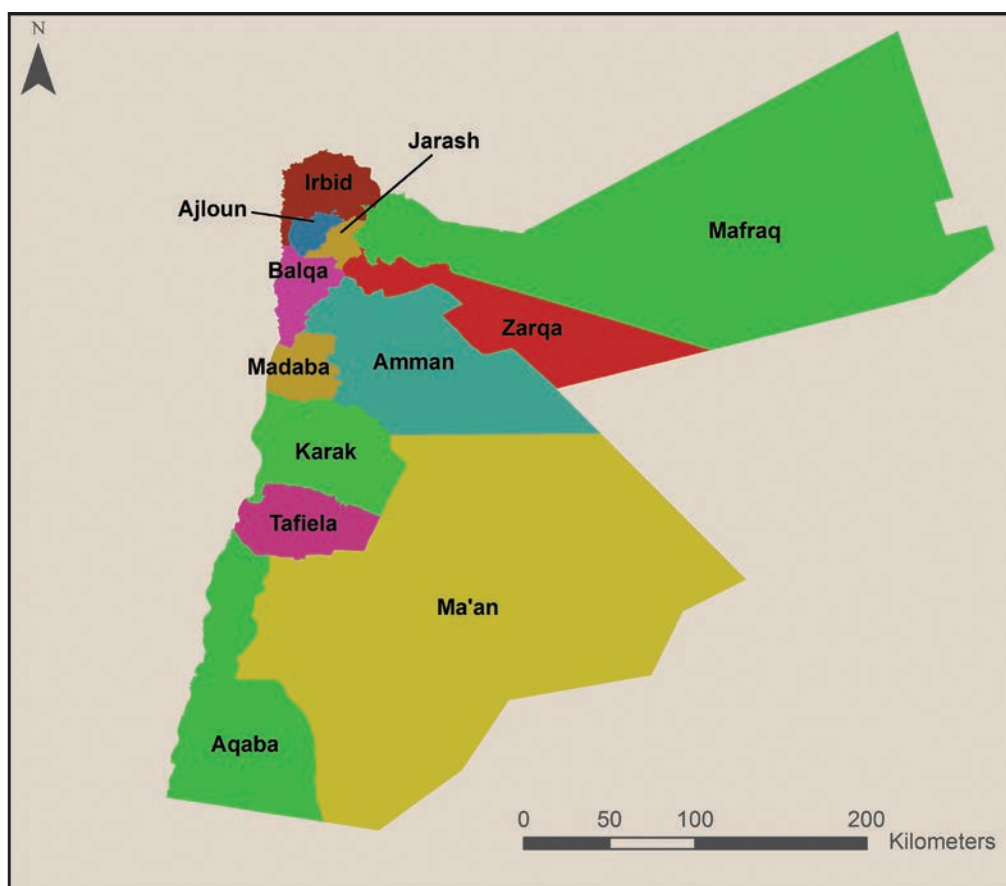 N
Jarash
Irbid
Ajloun
Mafraq
Balqa
Zarqa
Madaba
Amman
Karak
Tafiela
Ma'an
Aqaba
0 50 100 200
Kilometers